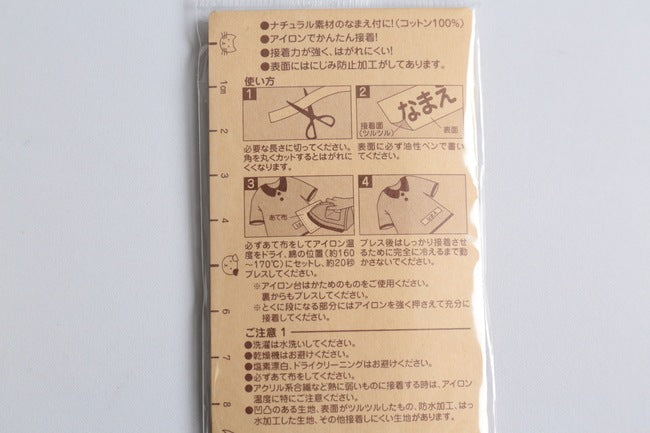 ●ナチュラル素材のなまえ付に!(コットン100%)
●アイロンでかんたん接着!
●接着力が強く、はがれにくい!
●表面にはにじみ防止加工がしてあります。
使い方
1
2
なまえ
接着面
(ツルツル)
表面
必要な長さに切ってください。
角を丸くカットするとはがれに
くくなります。
表面に必ず油性ペンで書い
てください。
3
あて布
4
必ずあて布をしてアイロン温
度をドライ、綿の位置(約160
～170℃)にセットし、約20秒
プレスしてください。
プレス後はしっかり接着させ
るために完全に冷えるまで動
かさないでください。
※アイロン台はかためのものをご使用ください。
裏からもプレスしてください。
※とくに段になる部分にはアイロンを強く押さえて充分に
接着してください。
ご注意1
●洗濯は水洗いしてください。
●乾燥機はお避けください。
●塩素漂白、ドライクリーニングはお避けください。
●必ずあて布をしてください。
●アクリル系合繊など熱に弱いものに接着する時は、アイロン
温度に特にご注意ください。
●凹凸のある生地、表面がツルツルしたもの、防水加工、はっ
水加工した生地、その他接着しにくい生地があります。
1cm
2
3
4
5
6
7
8